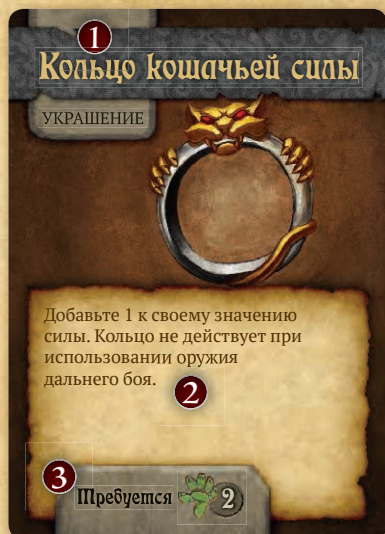 1
Кольцо кошачьей силы
УКРАШЕНИЕ
Добавьте 1 к своему значению
силы. Кольцо не действует при
использовании оружия
дальнего боя.
2
3
Требуется 2